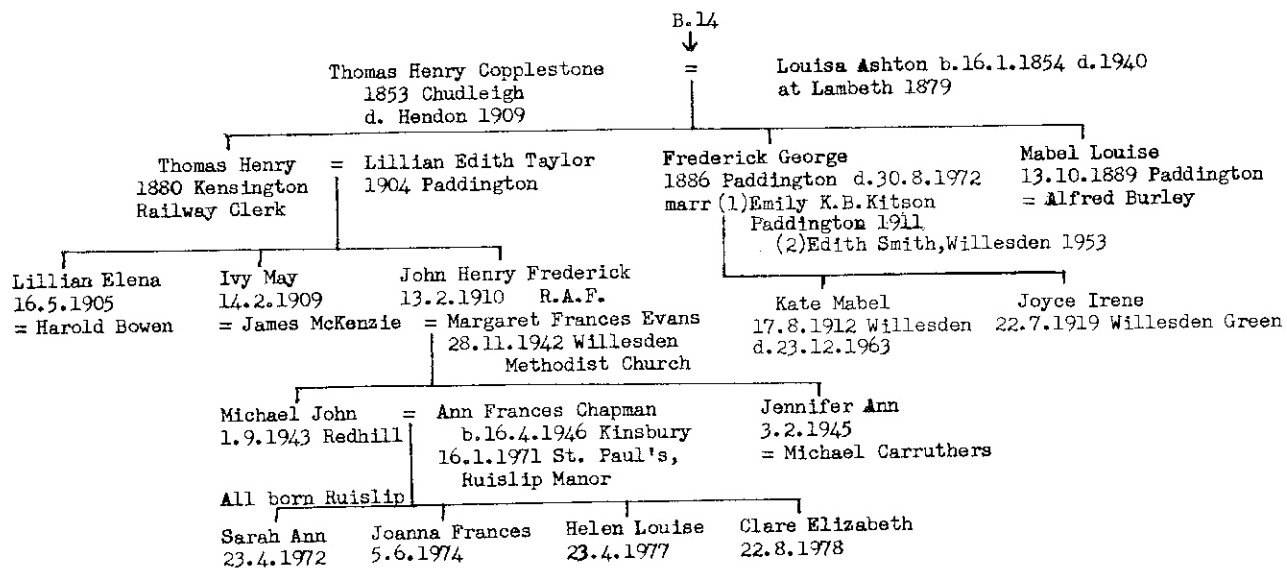 B.14
Thomas Henry Copplestone = Louisa Ashton b.16.1.1854 d.1940
1853 Chudleigh at Lambeth 1879
d. Hendon 1909
Thomas Henry = Lillian Edith Taylor Frederick George Mabel Louise
1880 Kensington 1904 Paddington 1886 Paddington d.30.8.1972 13.10.1889 Paddington
Railway Clerk marr (1)Emily K.B.Kitson = Alfred Burley
Paddington 1911
(2)Edith Smith,Willesden 1953
Lillian Elena Ivy May John Henry Frederick
16.5.1905 14.2.1909 13.2.1910 R.A.F.
= Harold Bowen = James McKenzie = Margaret Frances Evans
28.11.1942 Willesden
Methodist Church
Kate Mabel Joyce Irene
17.8.1912 Willesden 22.7.1919 Willesden Green
d.23.12.1963
Michael John = Ann Frances Chapman Jennifer Ann
1.9.1943 Redhill b.16.4.1946 Kinsbury 3.2.1945
16.1.1971 St. Paul's, = Michael Carruthers
Ruislip Manor
All born Ruislip
Sarah Ann Joanna Frances Helen Louise Clare Elizabeth
23.4.1972 5.6.1974 23.4.1977 22.8.1978